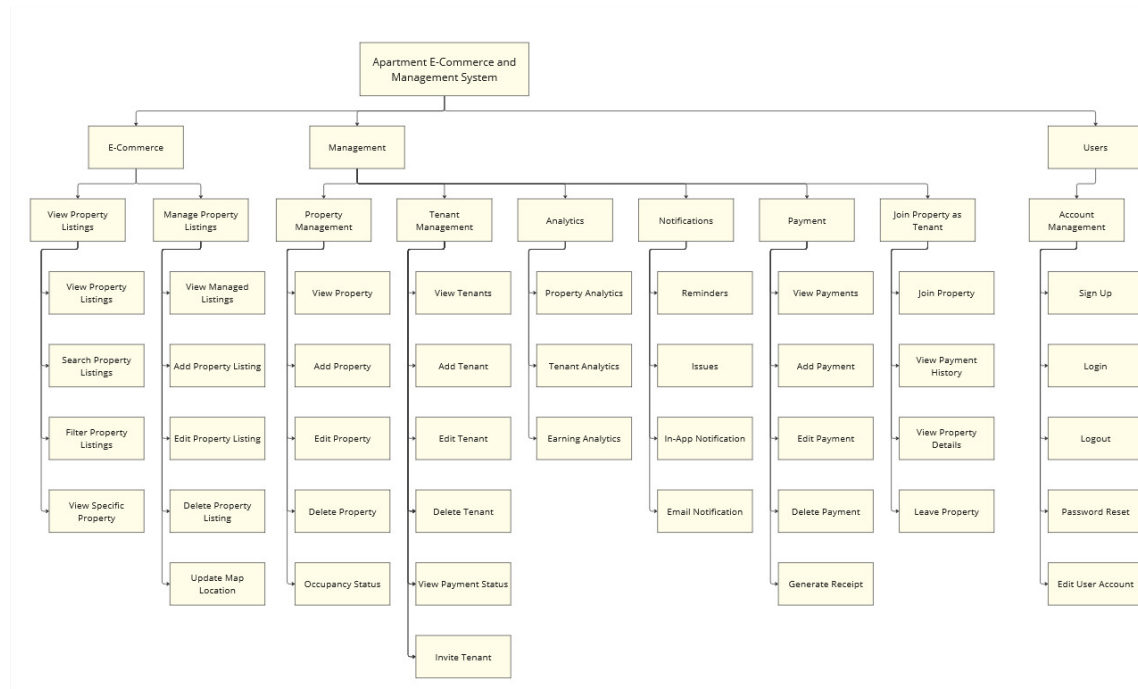 Apartment E-Commerce and
Management System
E-Commerce
Management
Users
View Property
Listings
Manage Property
Listings
Property
Management
Tenant
Management
Analytics
Notifications
Payment
Join Property as
Tenant
Account
Management
View Property
Listings
View Managed
Listings
View Property
View Tenants
Property Analytics
Reminders
View Payments
Join Property
Sign Up
Search Property
Listings
Add Property Listing
Add Property
Add Tenant
Tenant Analytics
Issues
Add Payment
View Payment
History
Login
Filter Property
Listings
Edit Property Listing
Edit Property
Edit Tenant
Earning Analytics
In-App Notification
Edit Payment
View Property
Details
Logout
View Specific
Property
Delete Property
Listing
Delete Property
Delete Tenant
Email Notification
Delete Payment
Leave Property
Password Reset
Update Map
Location
Occupancy Status
View Payment Status
Generate Receipt
Edit User Account
Invite Tenant